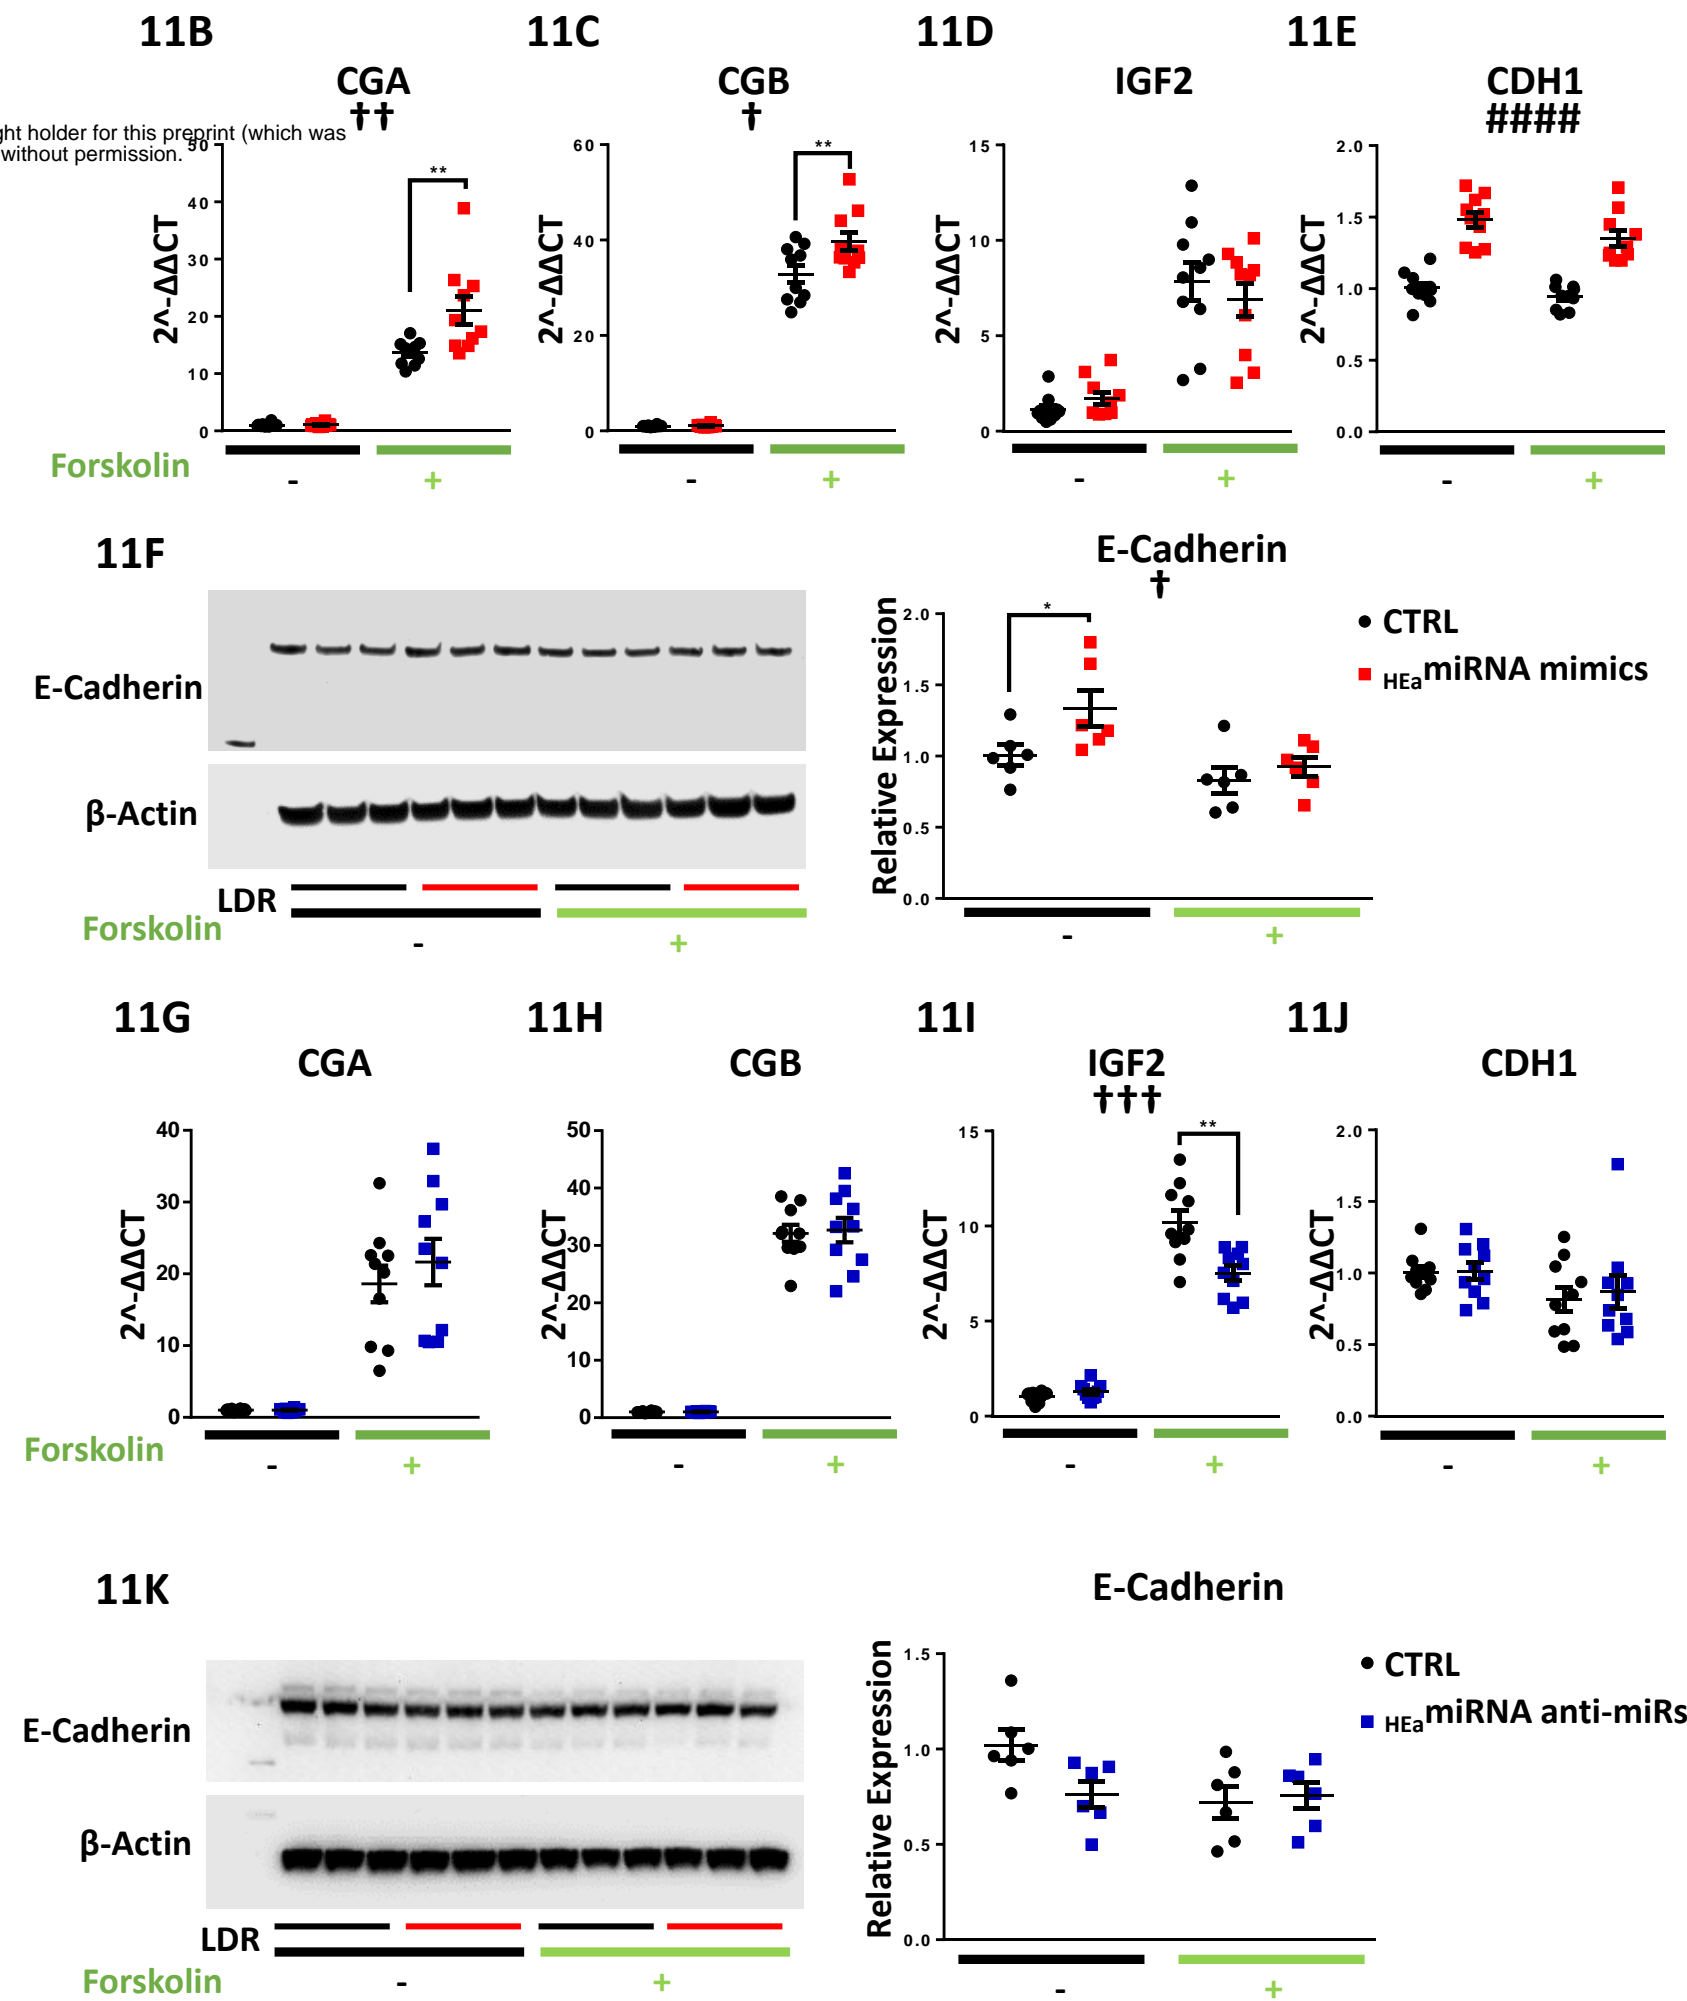 11B
11C
11D
11E
CGA
††
CGB
†
IGF2
CDH1
####
ght holder for this preprint (which was
without permission.
2^-ΔΔCT
50
40
30
20
10
0
**
2^-ΔΔCT
60
40
20
0
**
2^-ΔΔCT
15
10
5
0
2^-ΔΔCT
2.0
1.5
1.0
0.5
0.0
Forskolin
- +
- +
- +
- +
11F
E-Cadherin
β-Actin
LDR
Forskolin
- +
E-Cadherin
†
Relative Expression
2.0
1.5
1.0
0.5
0.0
*
- +
CTRL
HEa miRNA mimics
11G
11H
11I
11J
CGA
CGB
IGF2
†††
CDH1
2^-ΔΔCT
40
30
20
10
0
2^-ΔΔCT
50
40
30
20
10
0
2^-ΔΔCT
15
10
5
0
**
2^-ΔΔCT
2.0
1.5
1.0
0.5
0.0
Forskolin
- +
- +
- +
- +
11K
E-Cadherin
β-Actin
LDR
Forskolin
- +
E-Cadherin
Relative Expression
1.5
1.0
0.5
0.0
- +
CTRL
HEa miRNA anti-miRs